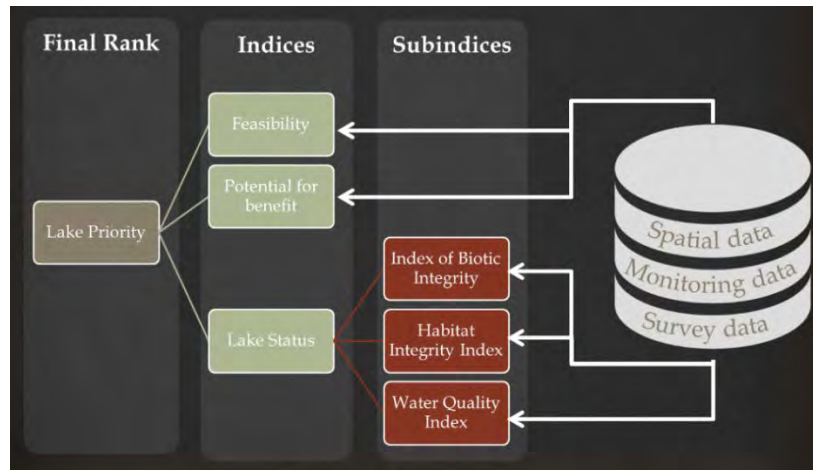 Final Rank
Indices
Subindices
Feasibility
Potential for
benefit
Lake Priority
Lake Status
Index of Biotic
Integrity
Habitat
Integrity Index
Water Quality
Index
Spatial data
Monitoring data
Survey data